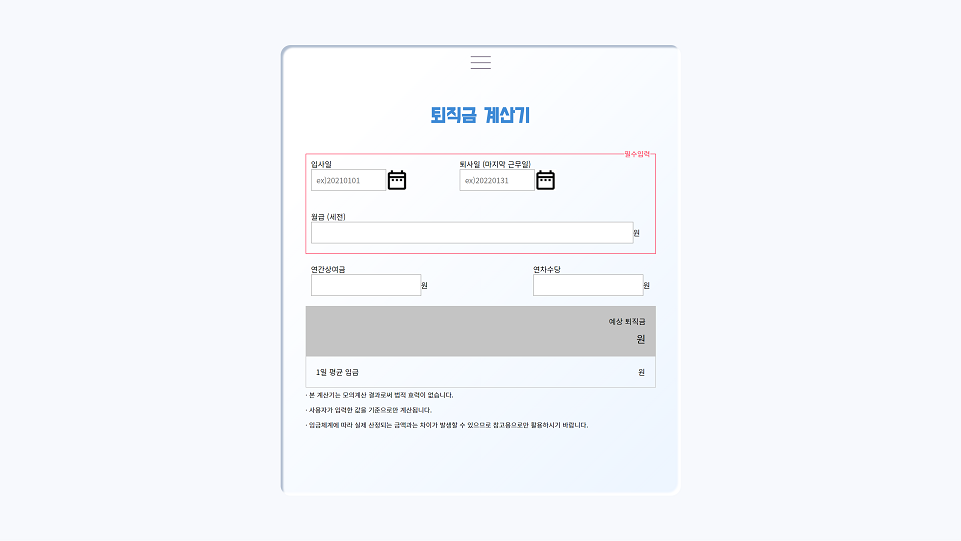 퇴직금 계산기
필수입력
입사일
퇴사일 (마지막 근무일)
ex)20210101
ex)20220131
월급 (세전)
원
연간상여금
연차수당
원
원
예상 퇴직금
원
1일 평균 임금
원
· 본 계산기는 모의계산 결과로써 법적 효력이 없습니다.
· 사용자가 입력한 값을 기준으로만 계산됩니다.
· 임금체계에 따라 실제 산정되는 금액과는 차이가 발생할 수 있으므로 참고용으로만 활용하시기 바랍니다.